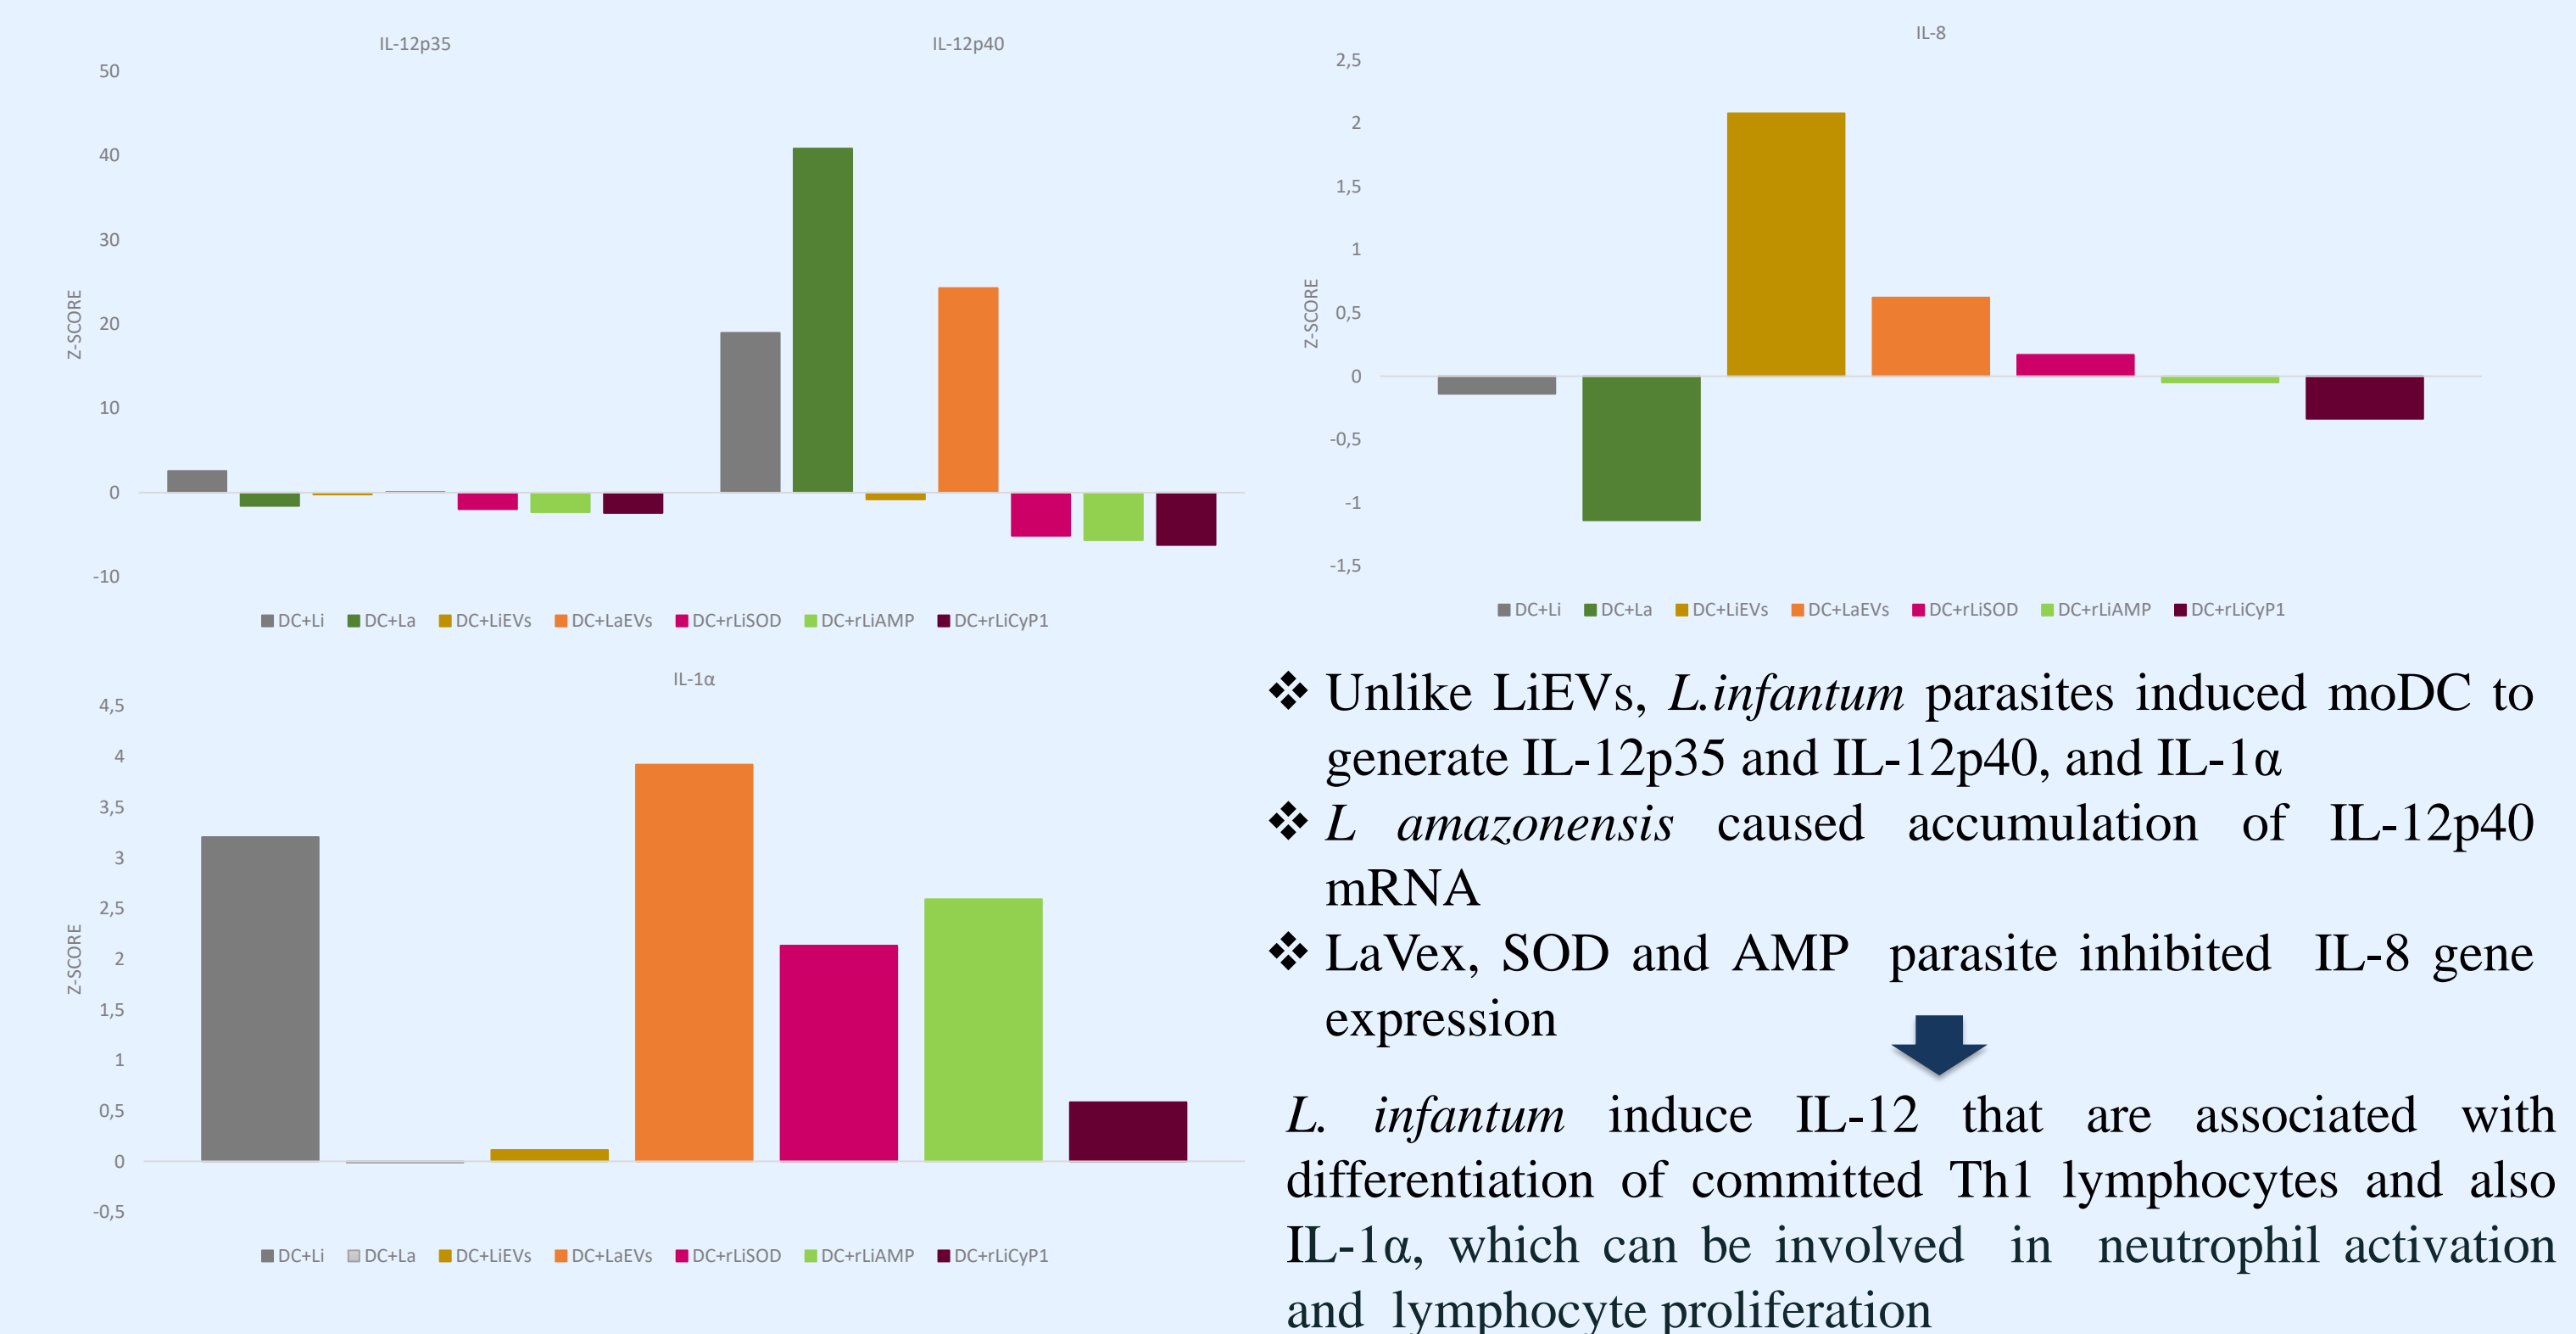 IL-12p35
IL-12p40
50
40
30
20
10
0
-10
Z-SCORE
DC+Li DC+La DC+LiEVs DC+LaEVs DC+rLiSOD DC+rLiAMP DC+rLiCyP1
IL-8
2,5
2
1,5
1
0,5
0
-0,5
-1
-1,5
Z-SCORE
DC+Li DC+La DC+LiEVs DC+LaEVs DC+rLiSOD DC+rLiAMP DC+rLiCyP1
IL-1α
4,5
4
3,5
3
2,5
2
1,5
1
0,5
0
-0,5
Z-SCORE
DC+Li DC+La DC+LiEVs DC+LaEVs DC+rLiSOD DC+rLiAMP DC+rLiCyP1
❖ Unlike LiEVs, L.infantum parasites induced moDC to
generate IL-12p35 and IL-12p40, and IL-1α
❖ L amazonensis caused accumulation of IL-12p40
mRNA
❖ LaVex, SOD and AMP parasite inhibited IL-8 gene
expression
L. infantum induce IL-12 that are associated with
differentiation of committed Th1 lymphocytes and also
IL-1α, which can be involved in neutrophil activation
and lymphocyte proliferation